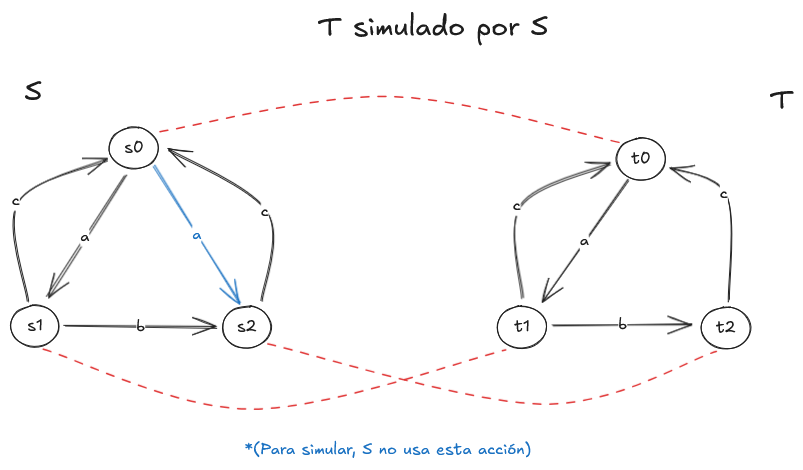 T simulado por S
S
T
s0
t0
c
a
a
c
c
a
c
s1
b
s2
t1
b
t2
*(Para simular, S no usa esta acción)